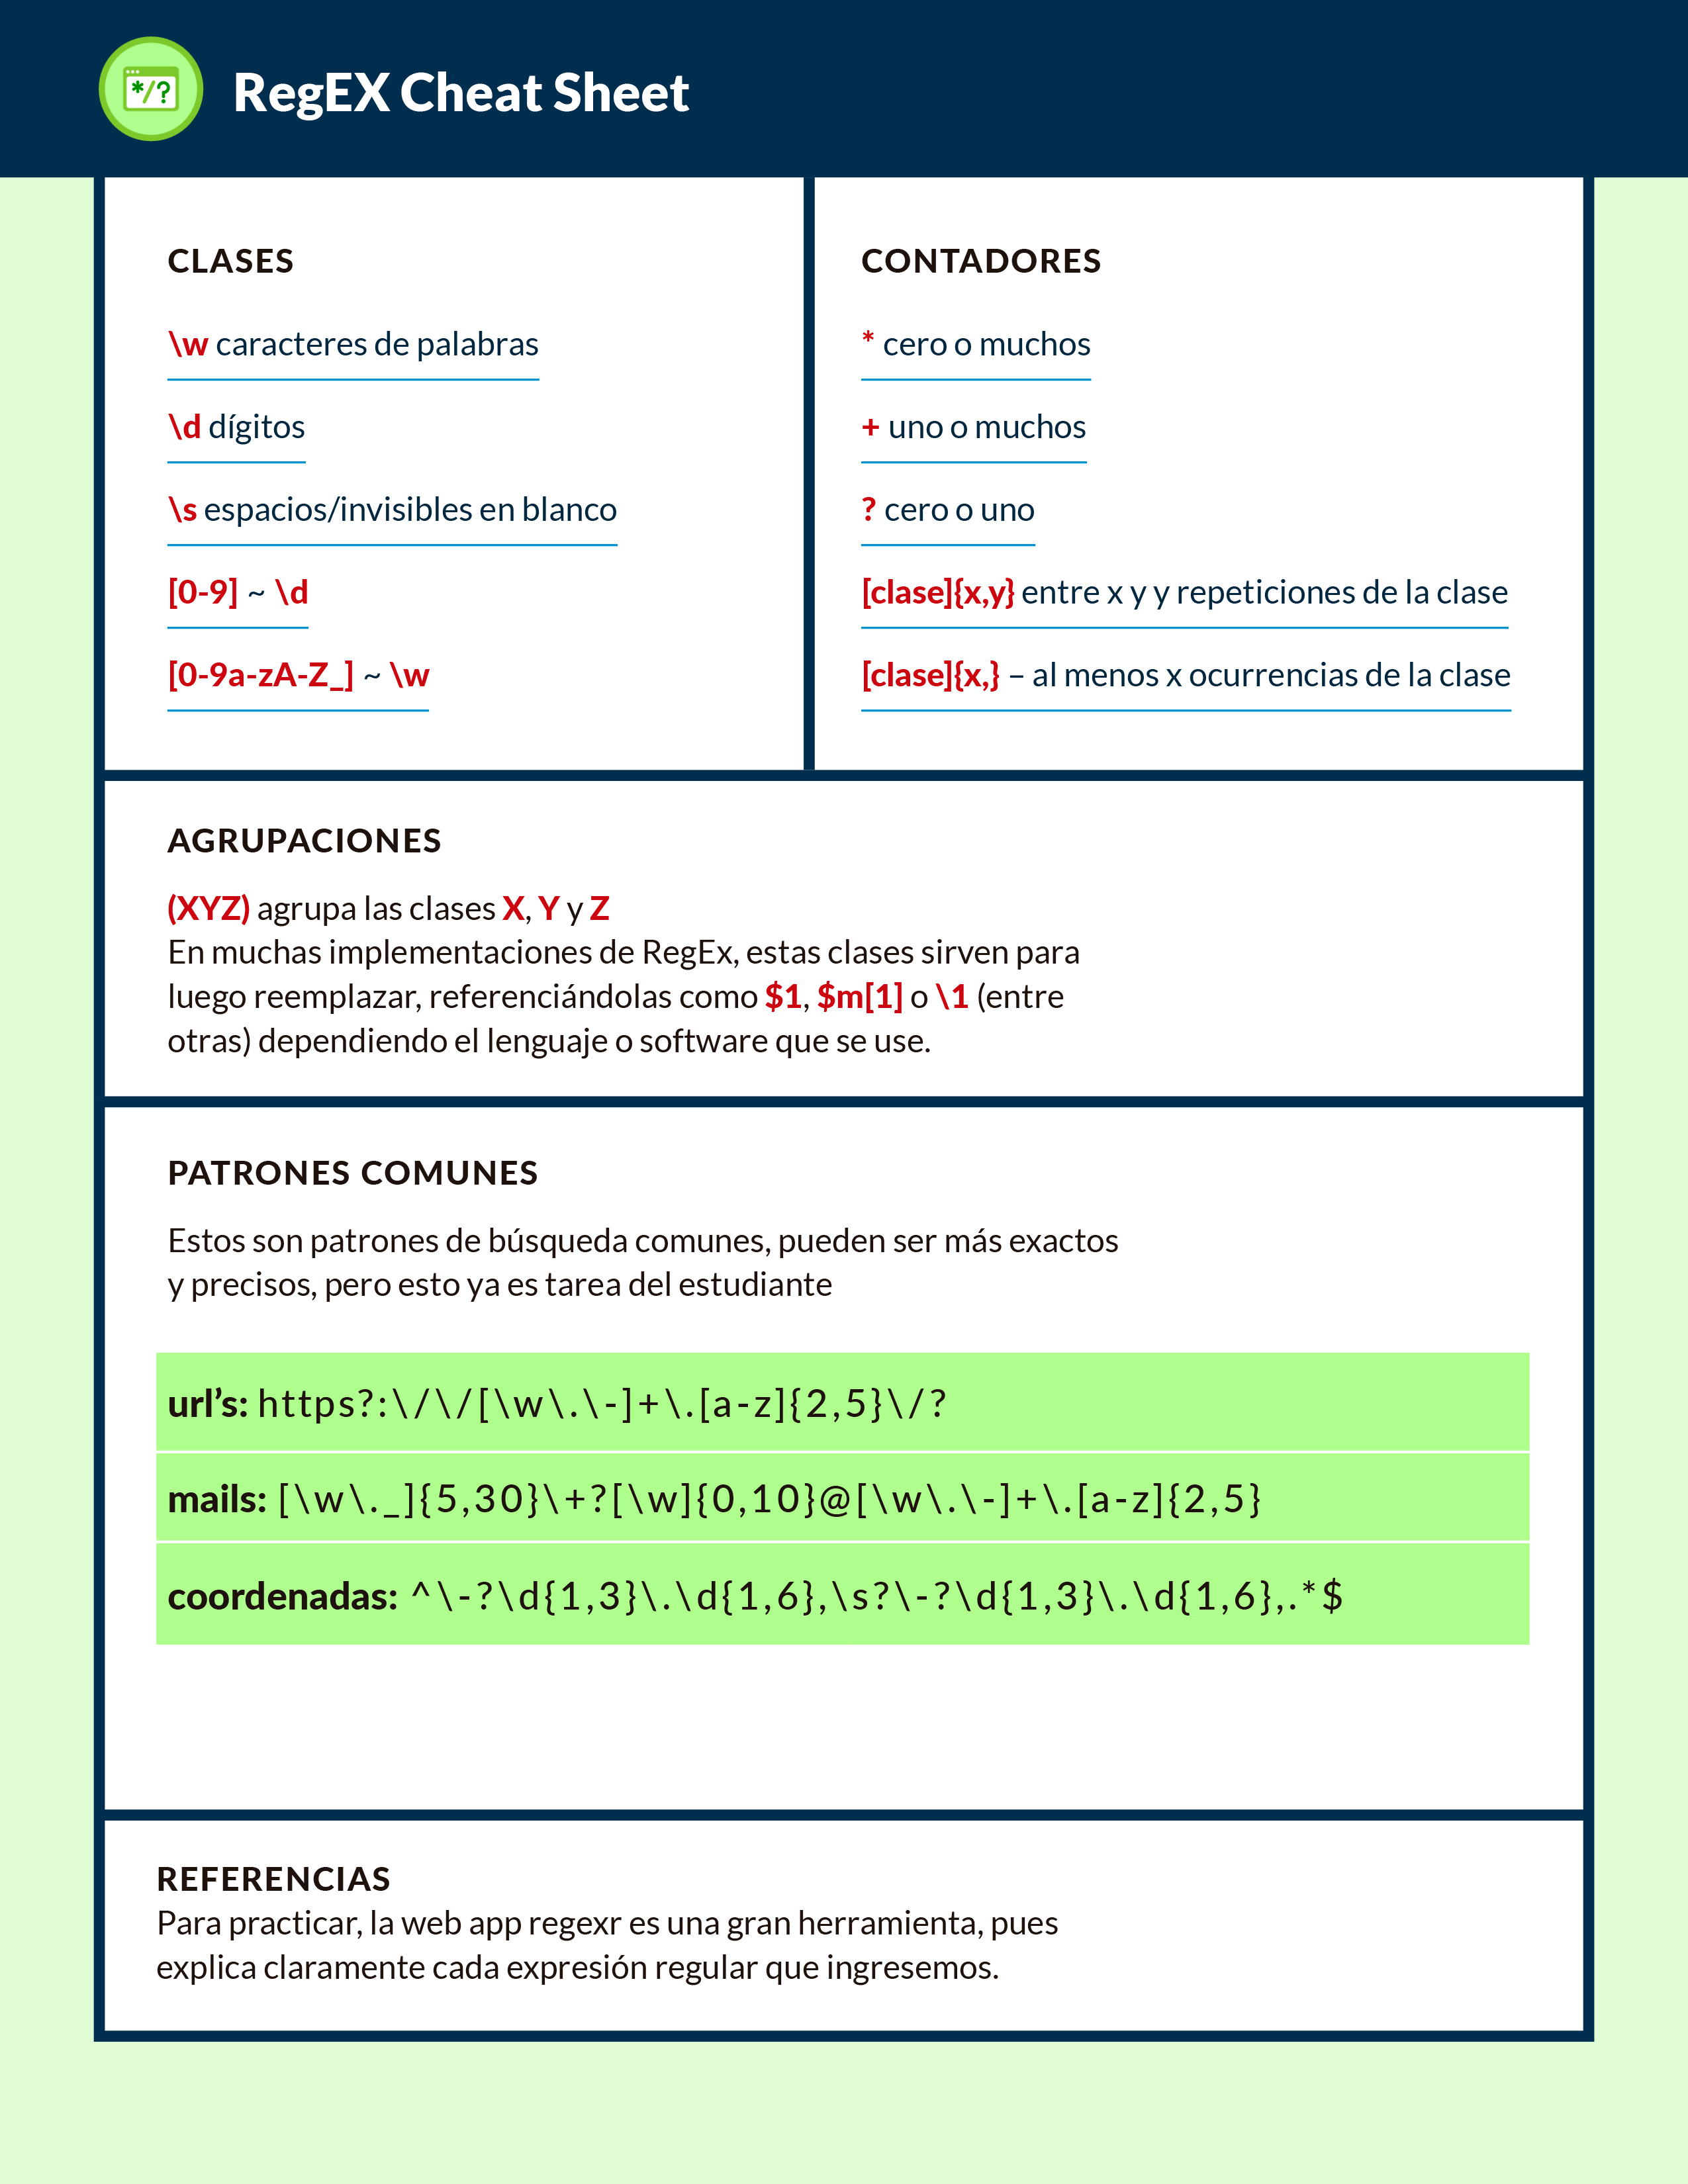 */?
RegEX Cheat Sheet
CLASES
\w caracteres de palabras
\d dígitos
\s espacios/invisibles en blanco
[0-9] ~ \d
[0-9a-zA-Z_] ~ \w
CONTADORES
* cero o muchos
+ uno o muchos
? cero o uno
[clase]{x,y} entre x y y repeticiones de la clase
[clase]{x,} – al menos x ocurrencias de la clase
AGRUPACIONES
(XYZ) agrupa las clases X, Y y Z
En muchas implementaciones de RegEx, estas clases sirven para
luego reemplazar, referenciándolas como $1, $m[1] o \1 (entre
otras) dependiendo el lenguaje o software que se use.
PATRONES COMUNES
Estos son patrones de búsqueda comunes, pueden ser más exactos
y precisos, pero esto ya es tarea del estudiante
url’s: https?:\/\/[\w\.\-]+\.[a-z]{2,5}\/?
mails: [\w\._]{5,30}\+?[\w]{0,10}@[\w\.\-]+\.[a-z]{2,5}
coordenadas: ^\-?\d{1,3}\.\d{1,6},\s?\-?\d{1,3}\.\d{1,6},.*$
REFERENCIAS
Para practicar, la web app regexr es una gran herramienta, pues
explica claramente cada expresión regular que ingresemos.